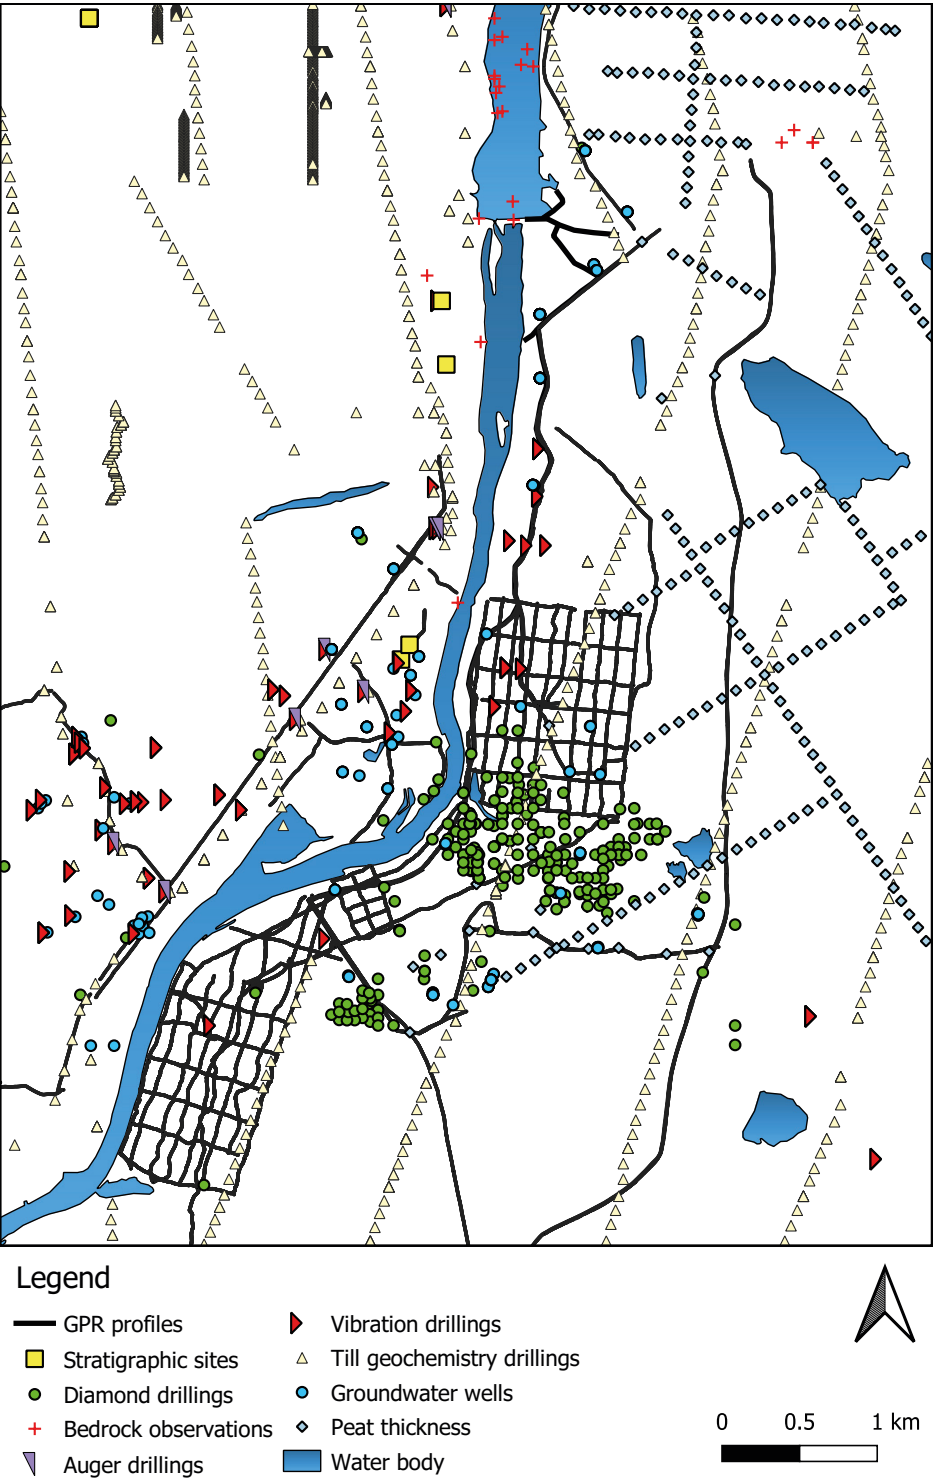 Legend
GPR profiles
Vibration drillings
Stratigraphic sites
Till geochemistry drillings
Diamond drillings
Groundwater wells
Bedrock observations
Peat thickness
Auger drillings
Water body
0 0.5 1 km